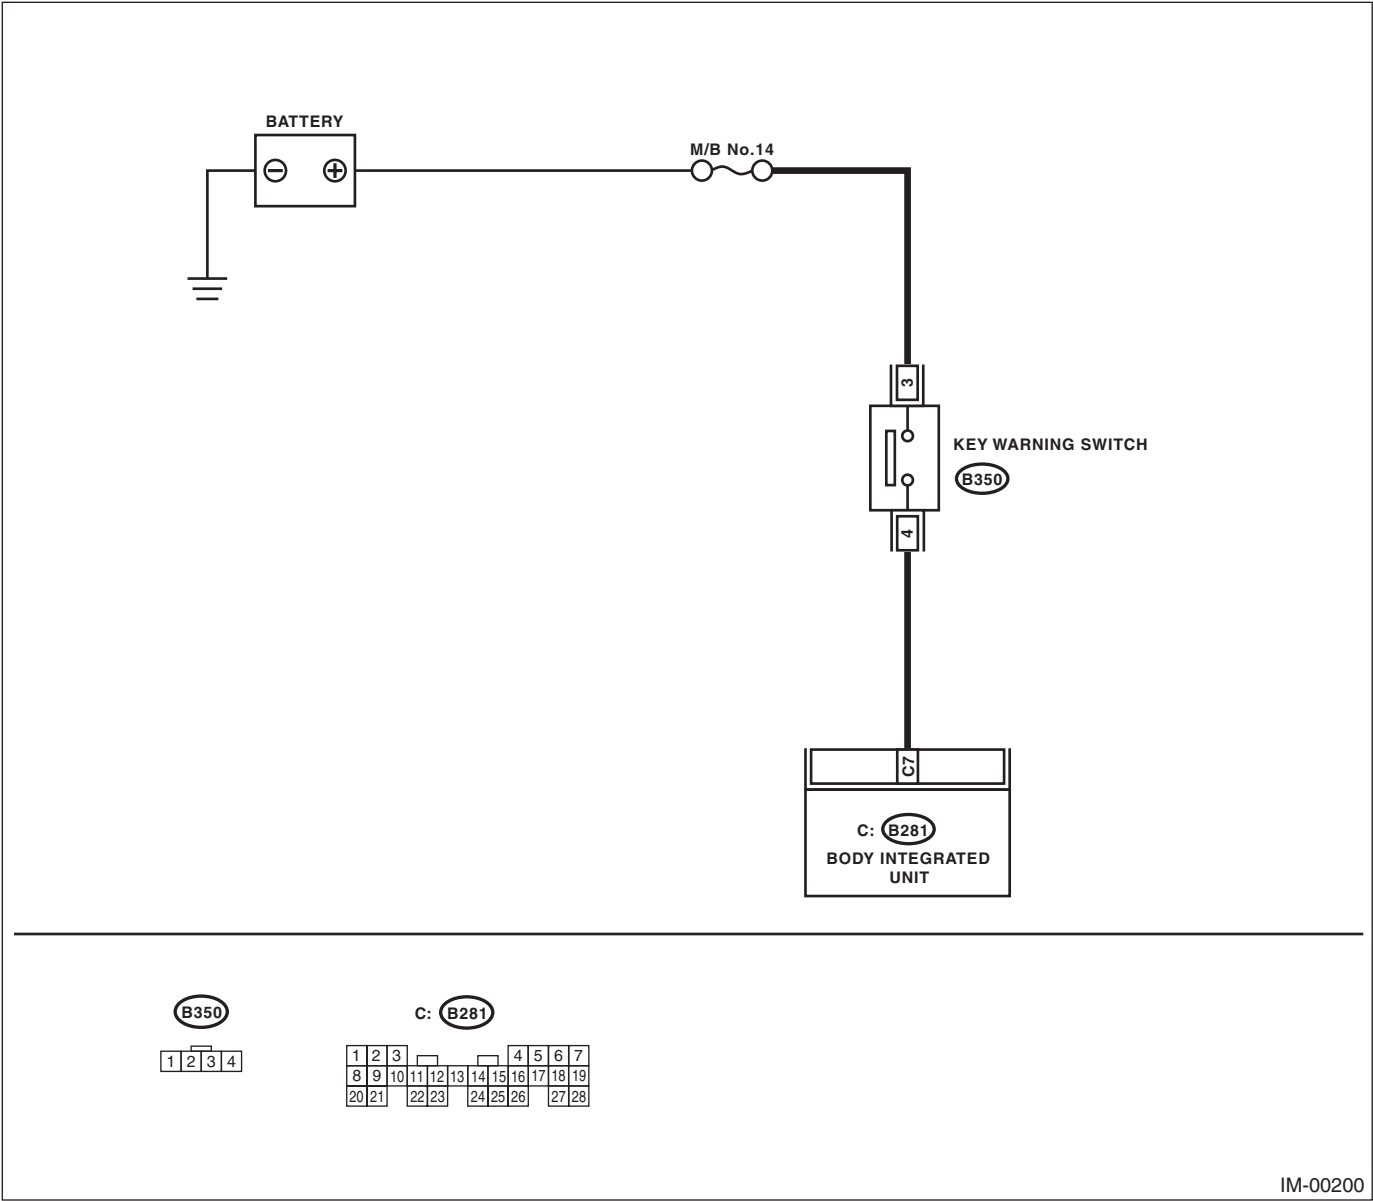 BATTERY
M/B No.14
3
KEY WARNING SWITCH
B350
4
C7
C: B281
BODY INTEGRATED
UNIT
B350
C: B281
1 2 3 4
1 2 3 4 5 6 7
8 9 10 11 12 13 14 15 16 17 18 19
20 21 22 23 24 25 26 27 28
IM-00200